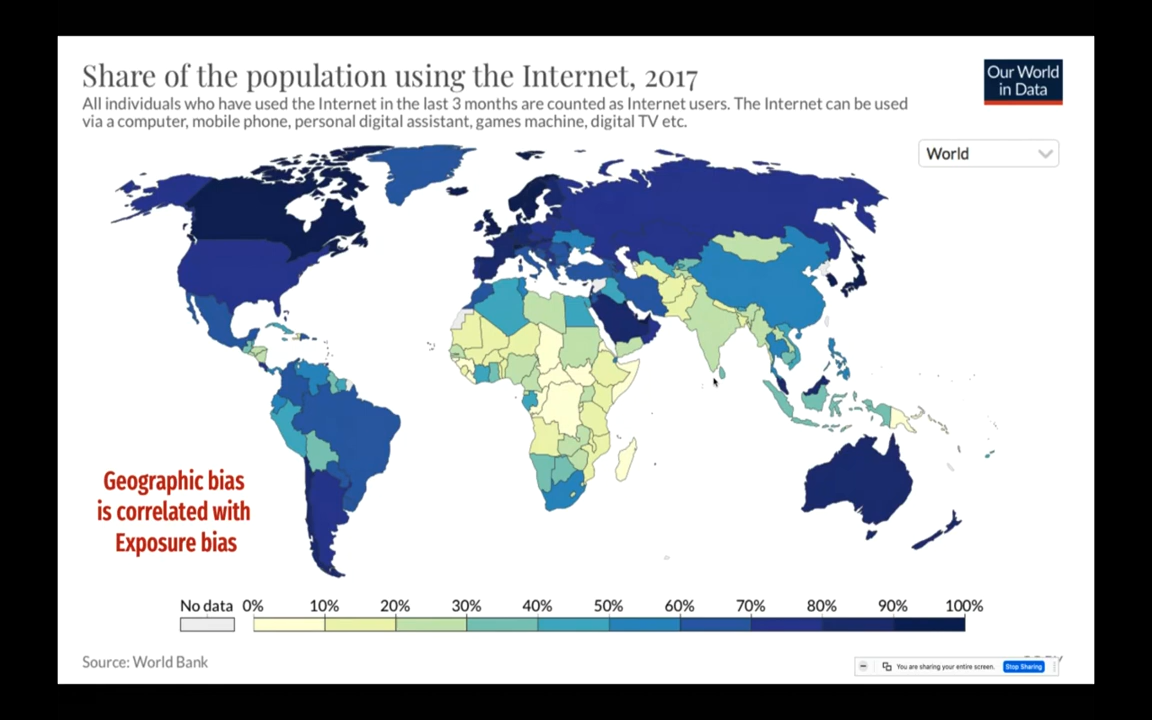 Share of the population using the Internet, 2017
All individuals who have used the Internet in the last 3 months are counted as Internet users. The Internet can be used
via a computer, mobile phone, personal digital assistant, games machine, digital TV etc.
Our World
in Data
World
Geographic bias
is correlated with
Exposure bias
No data 0% 10% 20% 30% 40% 50% 60% 70% 80% 90% 100%
Source: World Bank
You are sharing your entire screen. Stop Sharing